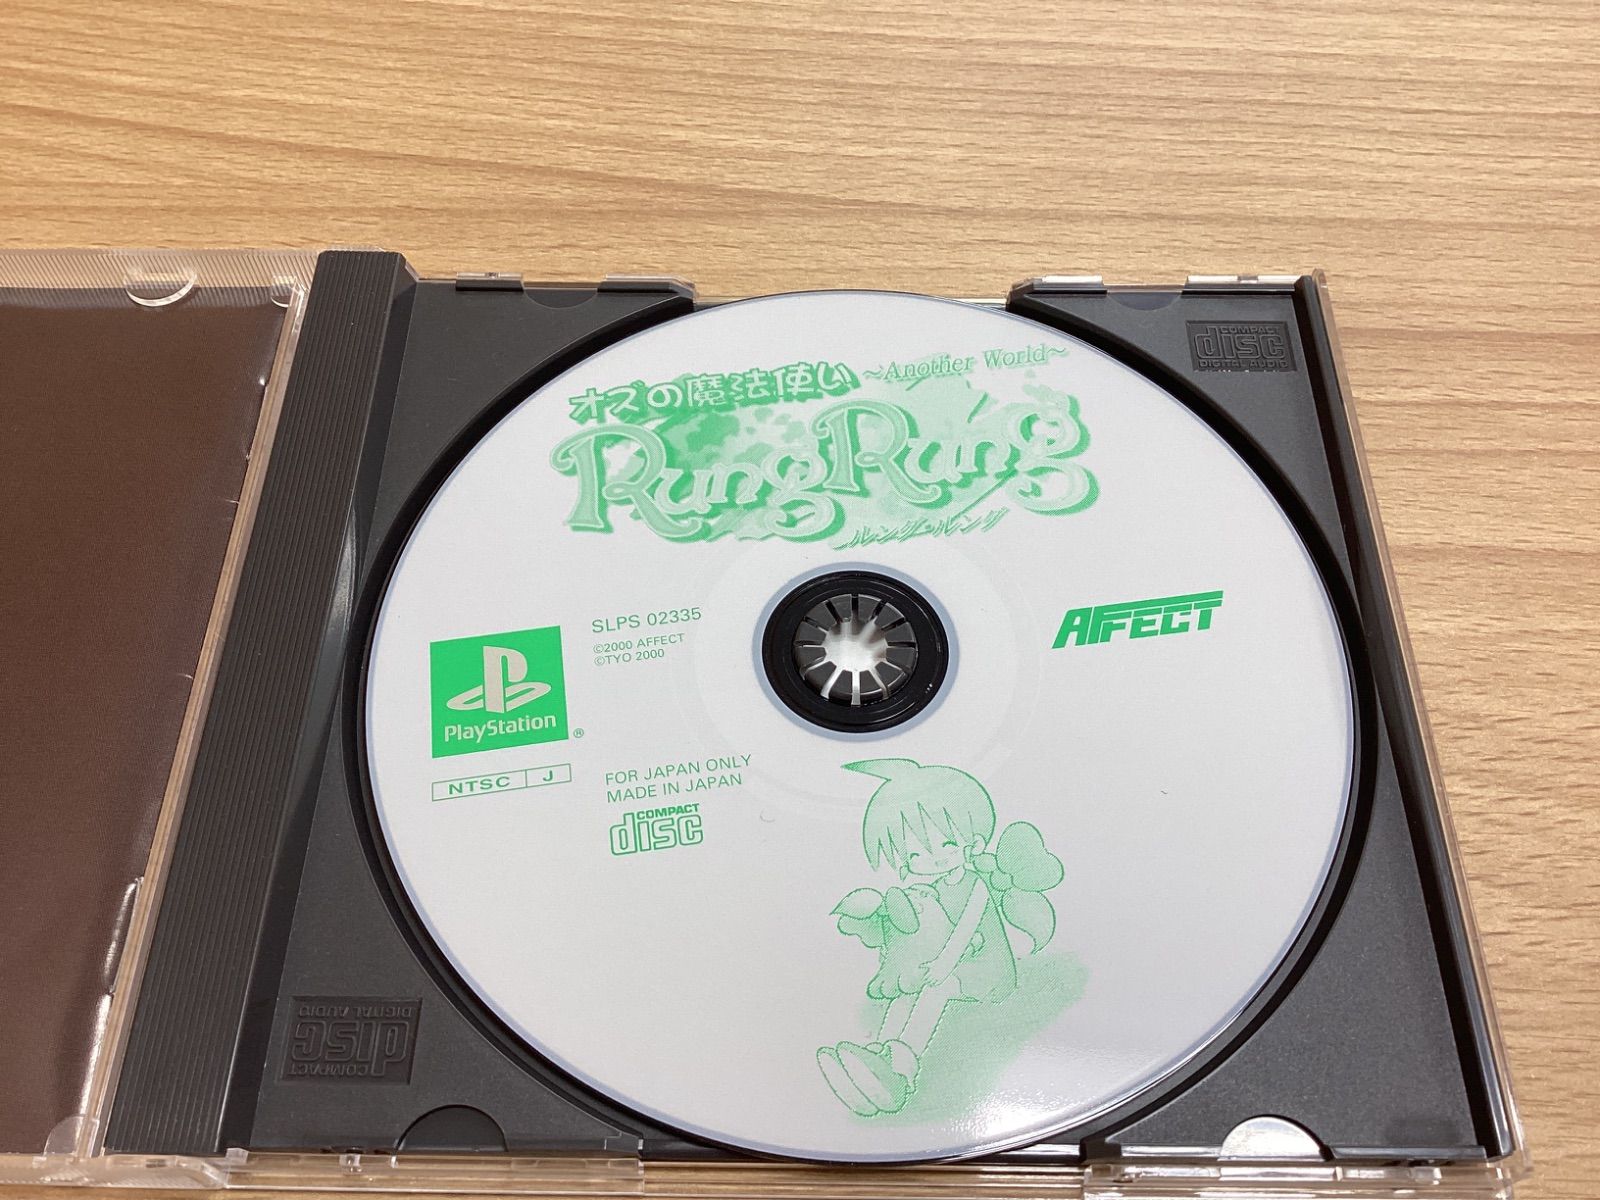 オズの魔法使い ~Another World~
RungRung
ルング・ルング
AFFECT
SLPS 02335
©2000 AFFECT
©TYO 2000
PlayStation®
NTSC J
FOR JAPAN ONLY
MADE IN JAPAN
COMPACT
disc
COMPACT
disc
DIGITAL AUDIO
COMPACT
disc
DIGITAL AUDIO